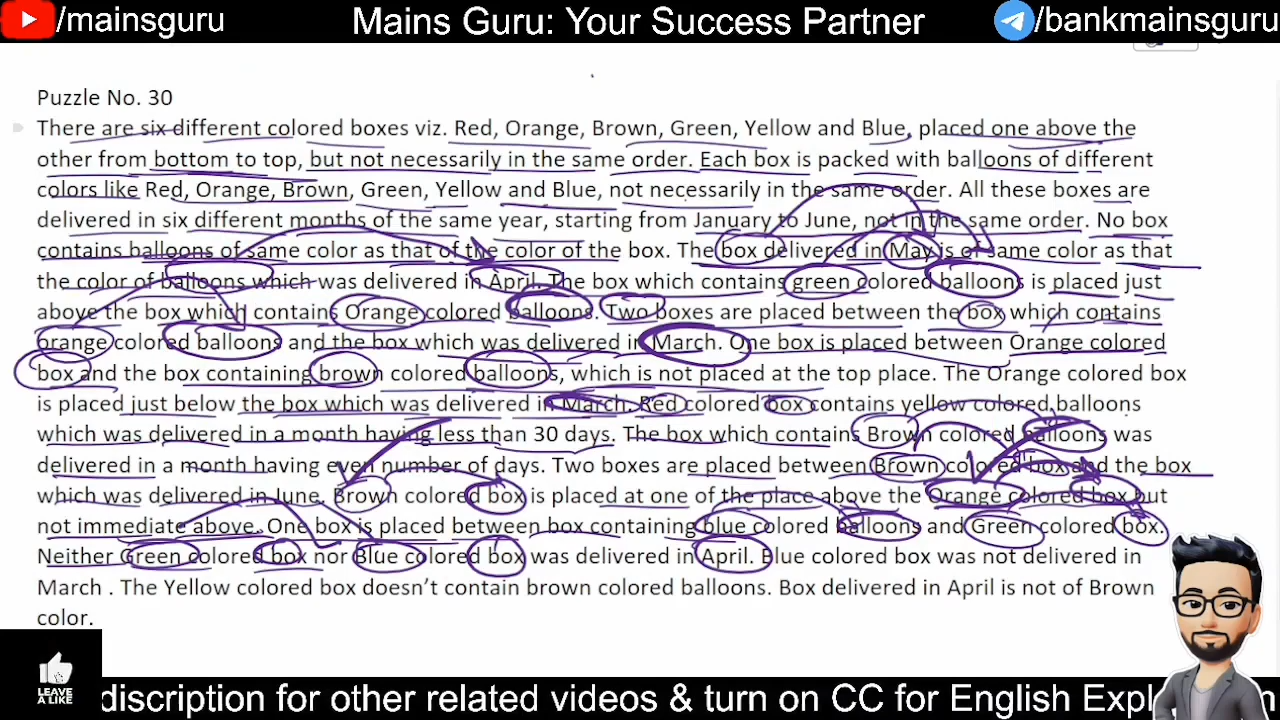 /mainsguru Mains Guru: Your Success Partner /bankmainsguru
Puzzle No. 30
There are six different colored boxes viz. Red, Orange, Brown, Green, Yellow and Blue, placed one above the
other from bottom to top, but not necessarily in the same order. Each box is packed with balloons of different
colors like Red, Orange, Brown, Green, Yellow and Blue, not necessarily in the same order. All these boxes are
delivered in six different months of the same year, starting from January to June, not in the same order. No box
contains balloons of same color as that of the color of the box. The box delivered in May is of same color as that
the color of balloons which was delivered in April. The box which contains green colored balloons is placed just
above the box which contains Orange colored balloons. Two boxes are placed between the box which contains
orange colored balloons and the box which was delivered in March. One box is placed between Orange colored
box and the box containing brown colored balloons, which is not placed at the top place. The Orange colored box
is placed just below the box which was delivered in March. Red colored box contains yellow colored balloons
which was delivered in a month having less than 30 days. The box which contains Brown colored balloons was
delivered in a month having even number of days. Two boxes are placed between Brown colored box and the box
which was delivered in June. Brown colored box is placed at one of the place above the Orange colored box but
not immediate above. One box is placed between box containing blue colored balloons and Green colored box.
Neither Green colored box nor Blue colored box was delivered in April. Blue colored box was not delivered in
March . The Yellow colored box doesn't contain brown colored balloons. Box delivered in April is not of Brown
color.
LEAVE
A LIKE
discription for other related videos & turn on CC for English